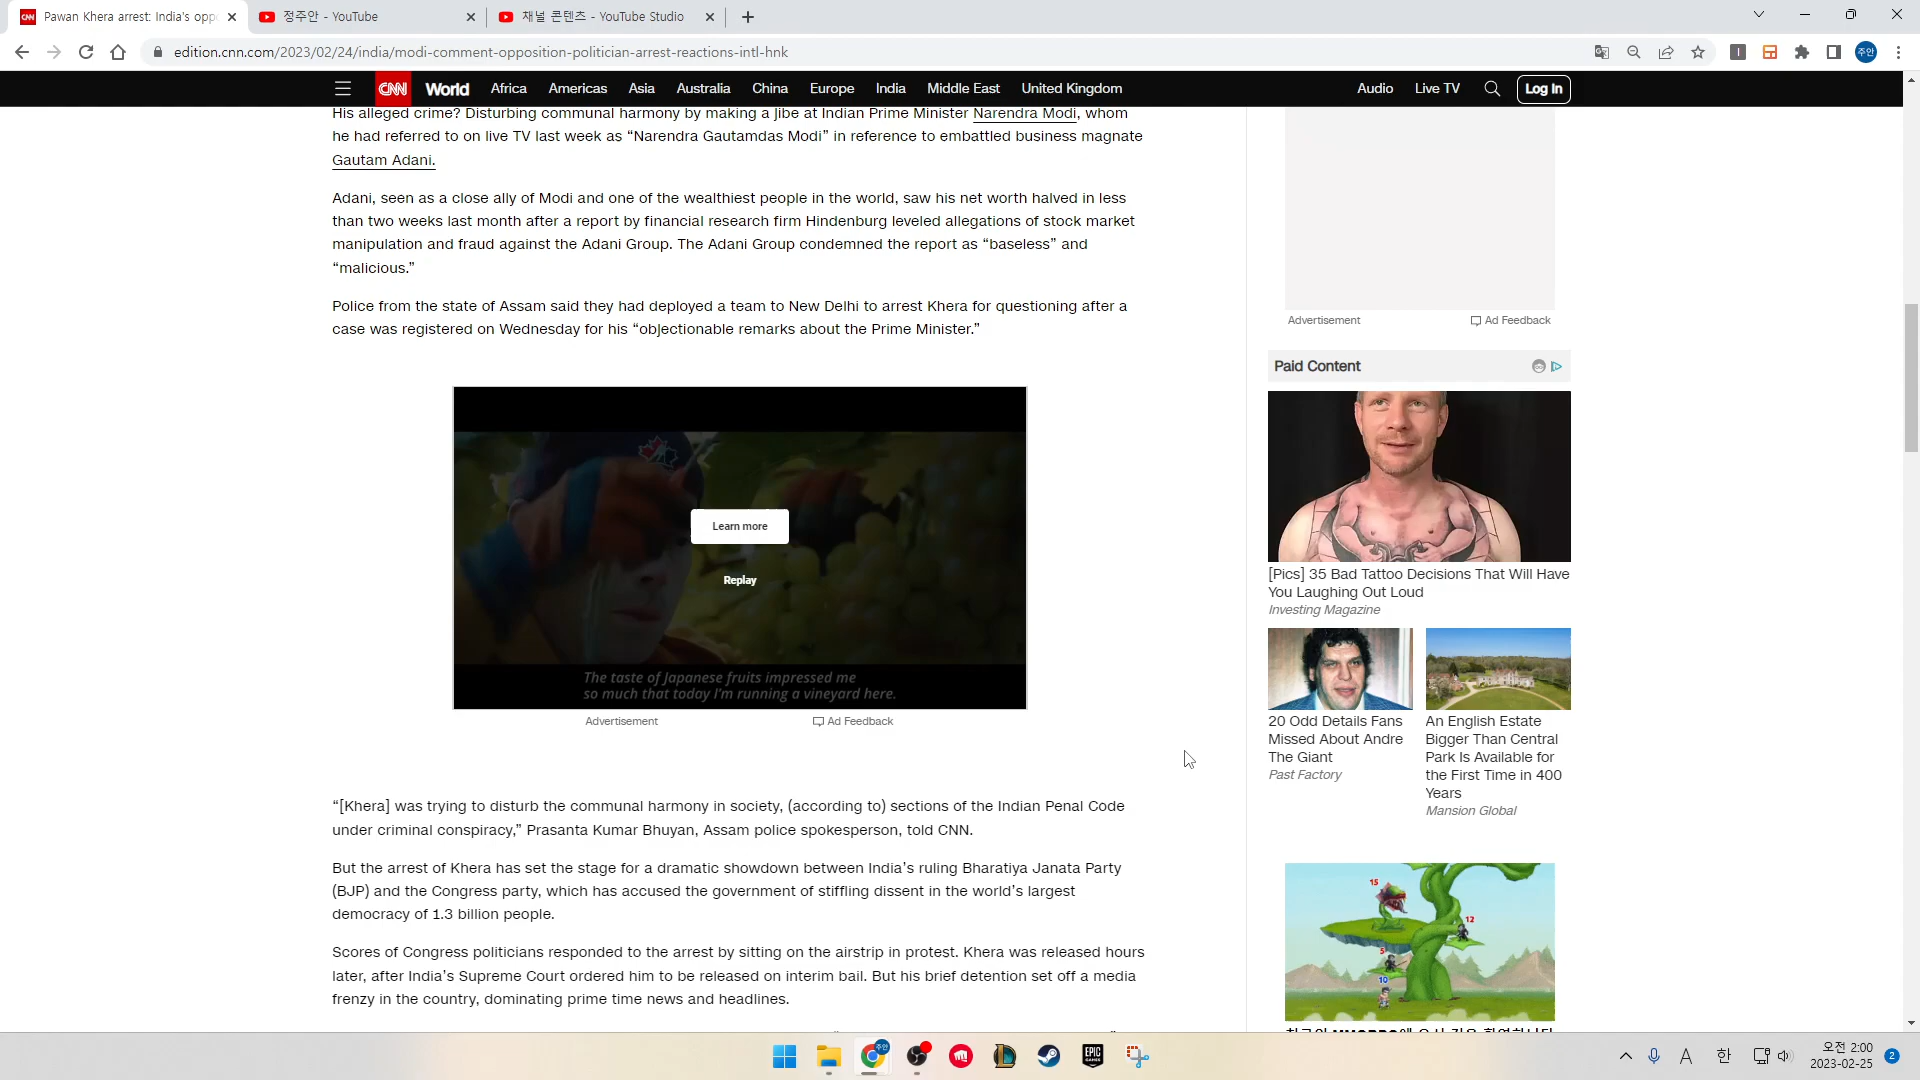 Pawan Khera arrest: India's oppo
정주안 - YouTube
채널 콘텐츠 - YouTube Studio
edition.cnn.com/2023/02/24/india/modi-comment-opposition-politician-arrest-reactions-intl-hnk
주안
CNN World Africa Americas Asia Australia China Europe India Middle East United Kingdom Audio Live TV Log In
His alleged crime? Disturbing communal harmony by making a jibe at Indian Prime Minister Narendra Modi, whom
he had referred to on live TV last week as “Narendra Gautamdas Modi” in reference to embattled business magnate
Gautam Adani.
Adani, seen as a close ally of Modi and one of the wealthiest people in the world, saw his net worth halved in less
than two weeks last month after a report by financial research firm Hindenburg leveled allegations of stock market
manipulation and fraud against the Adani Group. The Adani Group condemned the report as “baseless” and
“malicious.”
Police from the state of Assam said they had deployed a team to New Delhi to arrest Khera for questioning after a
case was registered on Wednesday for his “objectionable remarks about the Prime Minister.”
Learn more
Replay
The taste of Japanese fruits impressed me
so much that today I'm running a vineyard here.
Advertisement
Ad Feedback
“[Khera] was trying to disturb the communal harmony in society, (according to) sections of the Indian Penal Code
under criminal conspiracy,” Prasanta Kumar Bhuyan, Assam police spokesperson, told CNN.
But the arrest of Khera has set the stage for a dramatic showdown between India's ruling Bharatiya Janata Party
(BJP) and the Congress party, which has accused the government of stiffling dissent in the world's largest
democracy of 1.3 billion people.
Scores of Congress politicians responded to the arrest by sitting on the airstrip in protest. Khera was released hours
later, after India's Supreme Court ordered him to be released on interim bail. But his brief detention set off a media
frenzy in the country, dominating prime time news and headlines.
Advertisement
Ad Feedback
Paid Content
[Pics] 35 Bad Tattoo Decisions That Will Have
You Laughing Out Loud
Investing Magazine
20 Odd Details Fans
Missed About Andre
The Giant
Past Factory
An English Estate
Bigger Than Central
Park Is Available for
the First Time in 400
Years
Mansion Global
15
12
5
10
주안
EPIC GAMES
A
한
오전 2:00
2023-02-25
2